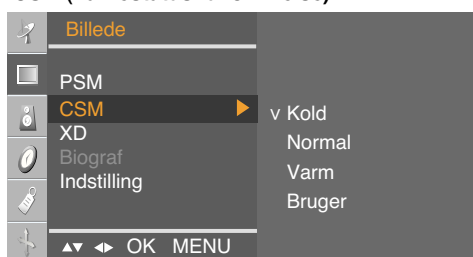 Billede
PSM
CSM
XD
Biograf
Indstilling
v Kold
Normal
Varm
Bruger
OK MENU